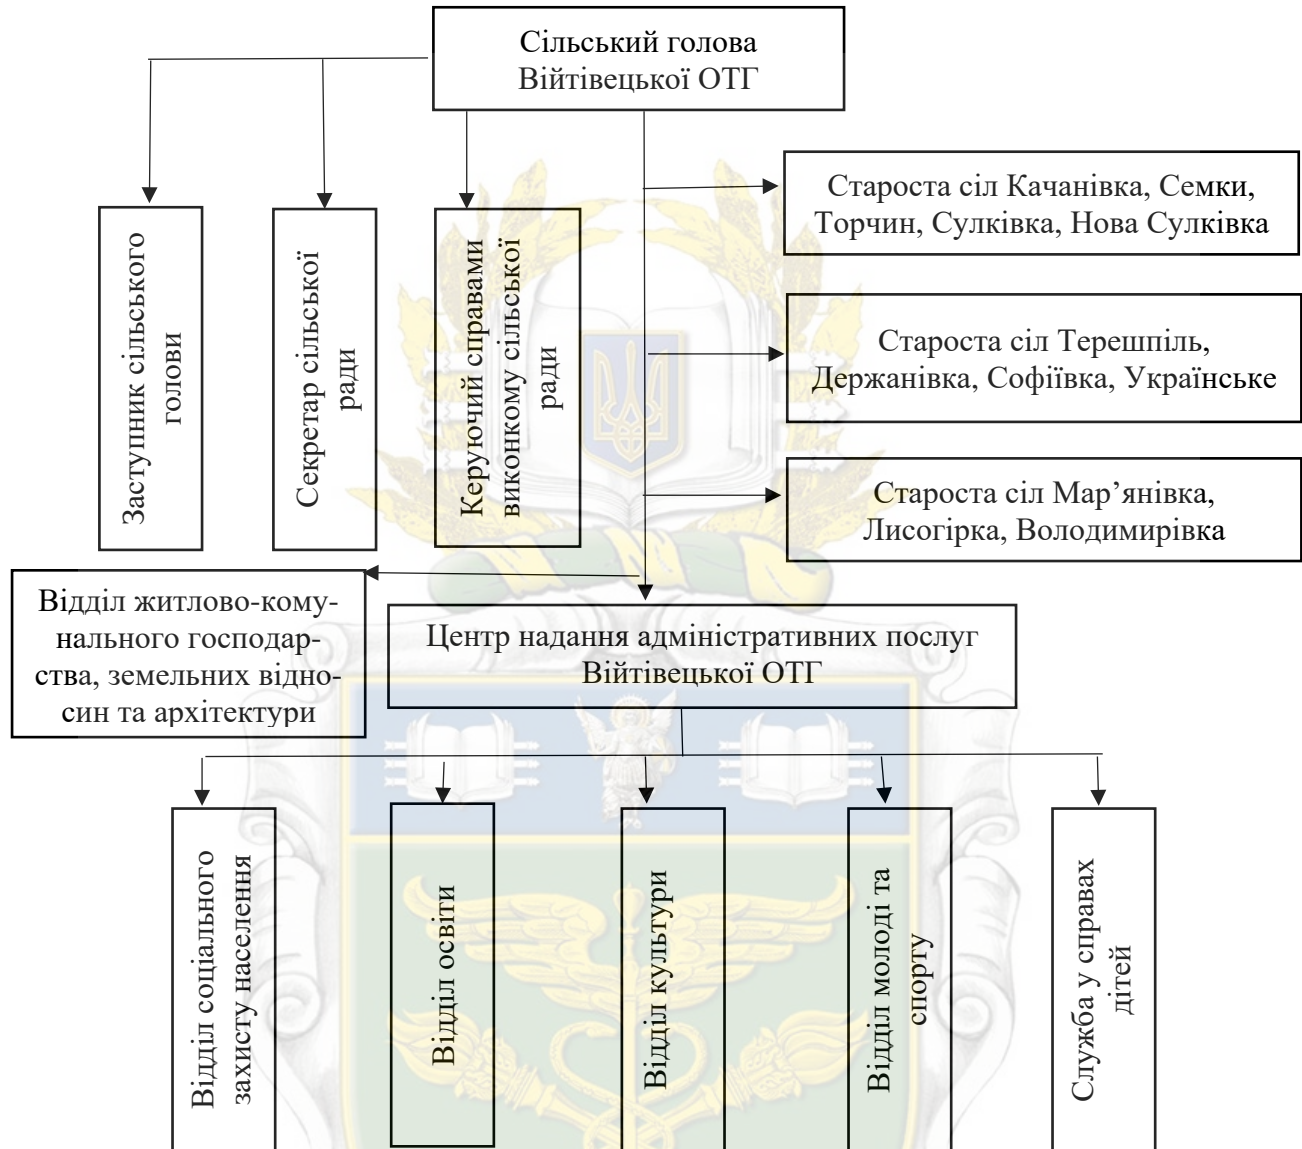 Сільський голова
Війтівецької ОТГ
Староста сіл Качанівка, Семки,
Торчин, Сулківка, Нова Сулківка
Заступник сільського
голови
Секретар сільської
ради
Керуючий справами
виконкому сільської
ради
Староста сіл Терешпіль,
Держанівка, Софіївка, Українське
Староста сіл Мар’янівка,
Лисогірка, Володимирівка
Відділ житлово-кому-
нального господар-
ства, земельних відно-
син та архітектури
Центр надання адміністративних послуг
Війтівецької ОТГ
Відділ соціального
захисту населення
Відділ освіти
Відділ культури
Відділ молоді та
спорту
Служба у справах
дітей